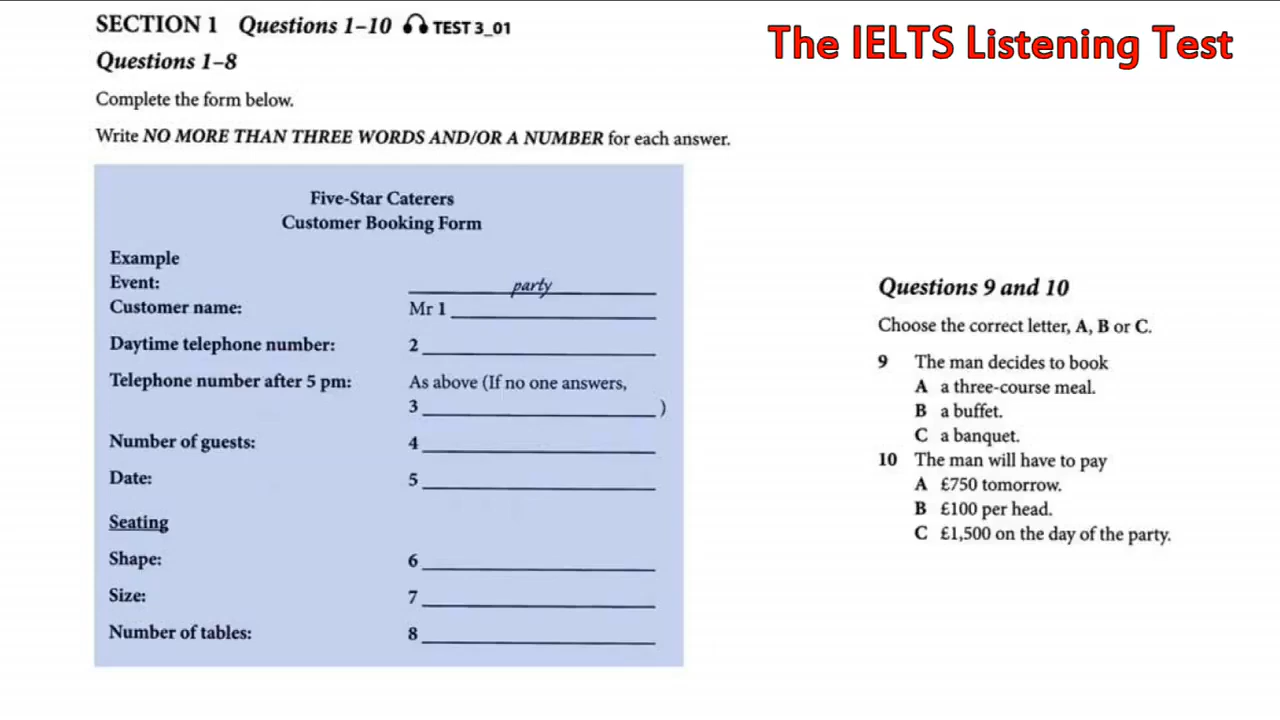 SECTION 1 Questions 1–10 TEST 3_01
Questions 1–8
Complete the form below.
Write NO MORE THAN THREE WORDS AND/OR A NUMBER for each answer.
Five-Star Caterers
Customer Booking Form
Example
Event: party
Customer name: Mr 1
Daytime telephone number: 2
Telephone number after 5 pm: As above (If no one answers,
3 )
Number of guests: 4
Date: 5
Seating
Shape: 6
Size: 7
Number of tables: 8
The IELTS Listening Test
Questions 9 and 10
Choose the correct letter, A, B or C.
9 The man decides to book
A a three-course meal.
B a buffet.
C a banquet.
10 The man will have to pay
A £750 tomorrow.
B £100 per head.
C £1,500 on the day of the party.